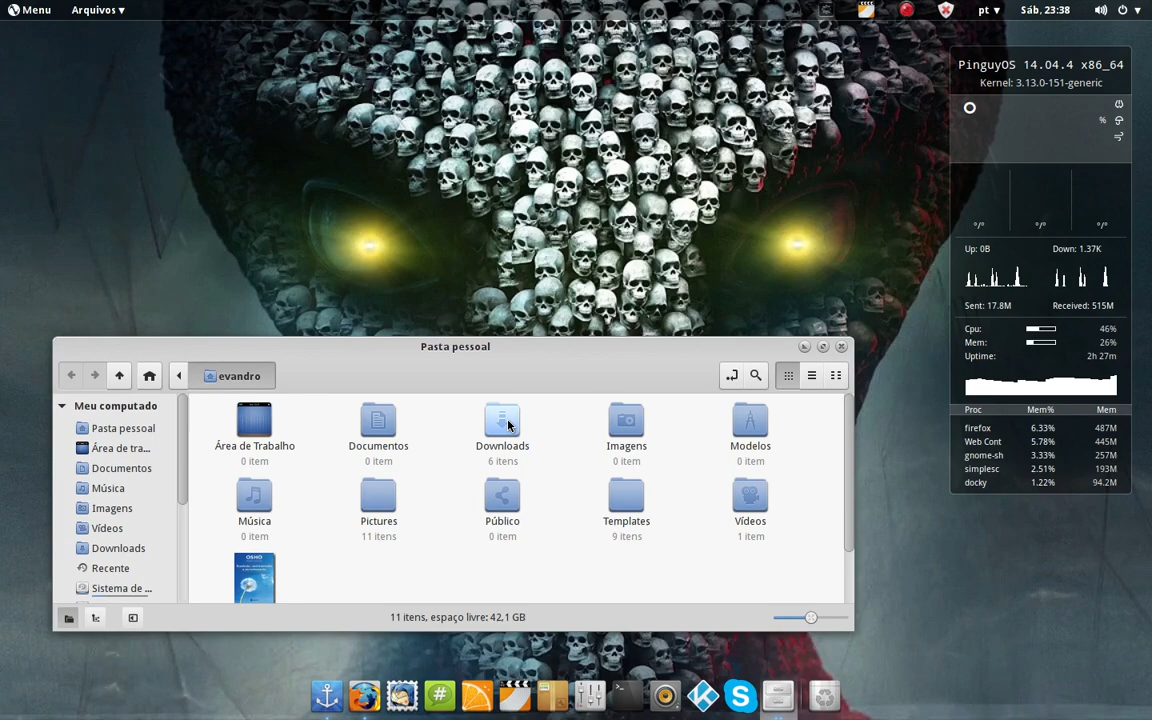 Menu Arquivos ▾ pt ▾ Sáb, 23:38
PinguyOS 14.04.4 x86_64
Kernel: 3.13.0-151-generic
%
°/° °/° °/°
Up: 0B Down: 1.37K
Sent: 17.8M Received: 515M
Cpu: 46%
Mem: 26%
Uptime: 2h 27m
Proc Mem% Mem
firefox 6.33% 487M
Web Cont 5.78% 445M
gnome-sh 3.33% 257M
simplesc 2.51% 193M
docky 1.22% 94.2M
Pasta pessoal
evandro
Meu computado
Pasta pessoal
Área de tra...
Documentos
Música
Imagens
Vídeos
Downloads
Recente
Sistema de ...
Área de Trabalho
0 item
Documentos
0 item
Downloads
6 itens
Imagens
0 item
Modelos
0 item
Música
0 item
Pictures
11 itens
Público
0 item
Templates
9 itens
Vídeos
1 item
OSHO
11 itens, espaço livre: 42,1 GB